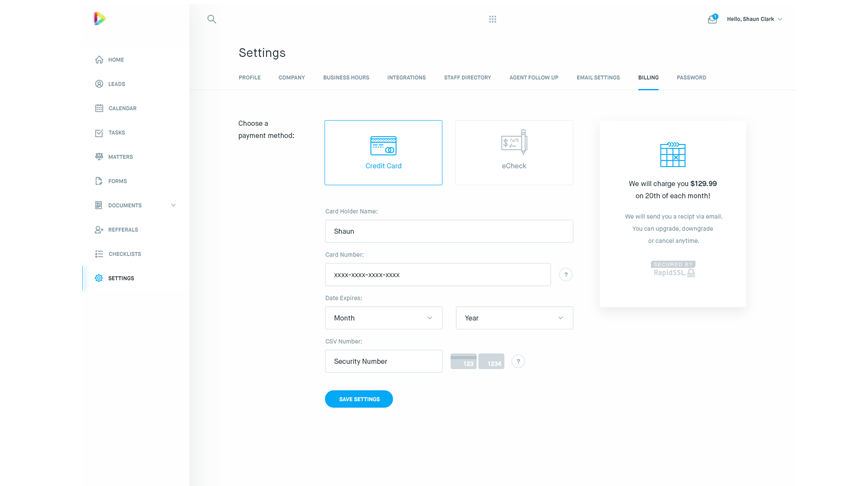 1
Hello, Shaun Clark
Settings
PROFILE COMPANY BUSINESS HOURS INTEGRATIONS STAFF DIRECTORY AGENT FOLLOW UP EMAIL SETTINGS BILLING PASSWORD
HOME
LEADS
CALENDAR
TASKS
MATTERS
FORMS
DOCUMENTS
REFFERALS
CHECKLISTS
SETTINGS
Choose a
payment method:
Credit Card
eCheck
Card Holder Name:
Shaun
Card Number:
xxxx-xxxx-xxxx-xxxx
?
Date Expires:
Month
Year
CSV Number:
Security Number
123
1234
?
SAVE SETTINGS
We will charge you $129.99
on 20th of each month!
We will send you a recipt via email.
You can upgrade, downgrade
or cancel anytime.
SECURED BY
RapidSSL